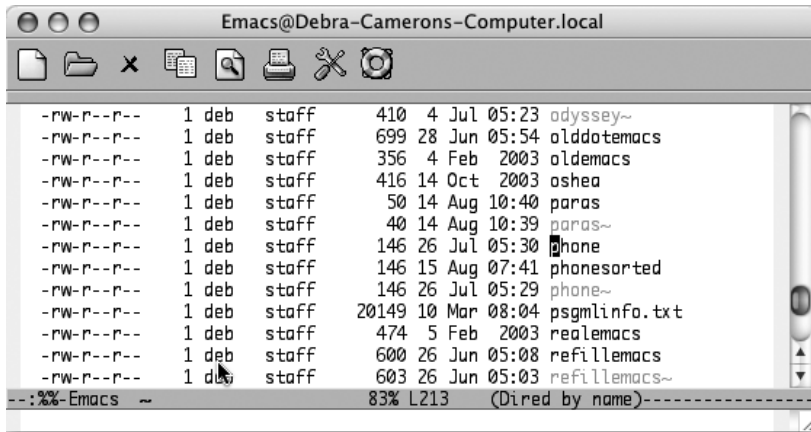 Emacs@Debra-Camerons-Computer.local
-rw-r--r-- 1 deb staff 410 4 Jul 05:23 odyssey~
-rw-r--r-- 1 deb staff 699 28 Jun 05:54 olddotemacs
-rw-r--r-- 1 deb staff 356 4 Feb 2003 oldemacs
-rw-r--r-- 1 deb staff 416 14 Oct 2003 oshea
-rw-r--r-- 1 deb staff 50 14 Aug 10:40 paras
-rw-r--r-- 1 deb staff 40 14 Aug 10:39 paras~
-rw-r--r-- 1 deb staff 146 26 Jul 05:30 phone
-rw-r--r-- 1 deb staff 146 15 Aug 07:41 phonesorted
-rw-r--r-- 1 deb staff 146 26 Jul 05:29 phone~
-rw-r--r-- 1 deb staff 20149 10 Mar 08:04 psgmlinfo.txt
-rw-r--r-- 1 deb staff 474 5 Feb 2003 realemacs
-rw-r--r-- 1 deb staff 600 26 Jun 05:08 refillemacs
-rw-r--r-- 1 deb staff 603 26 Jun 05:03 refillemacs~
--:%%-Emacs ~ 83% L213 (Dired by name)-----------------